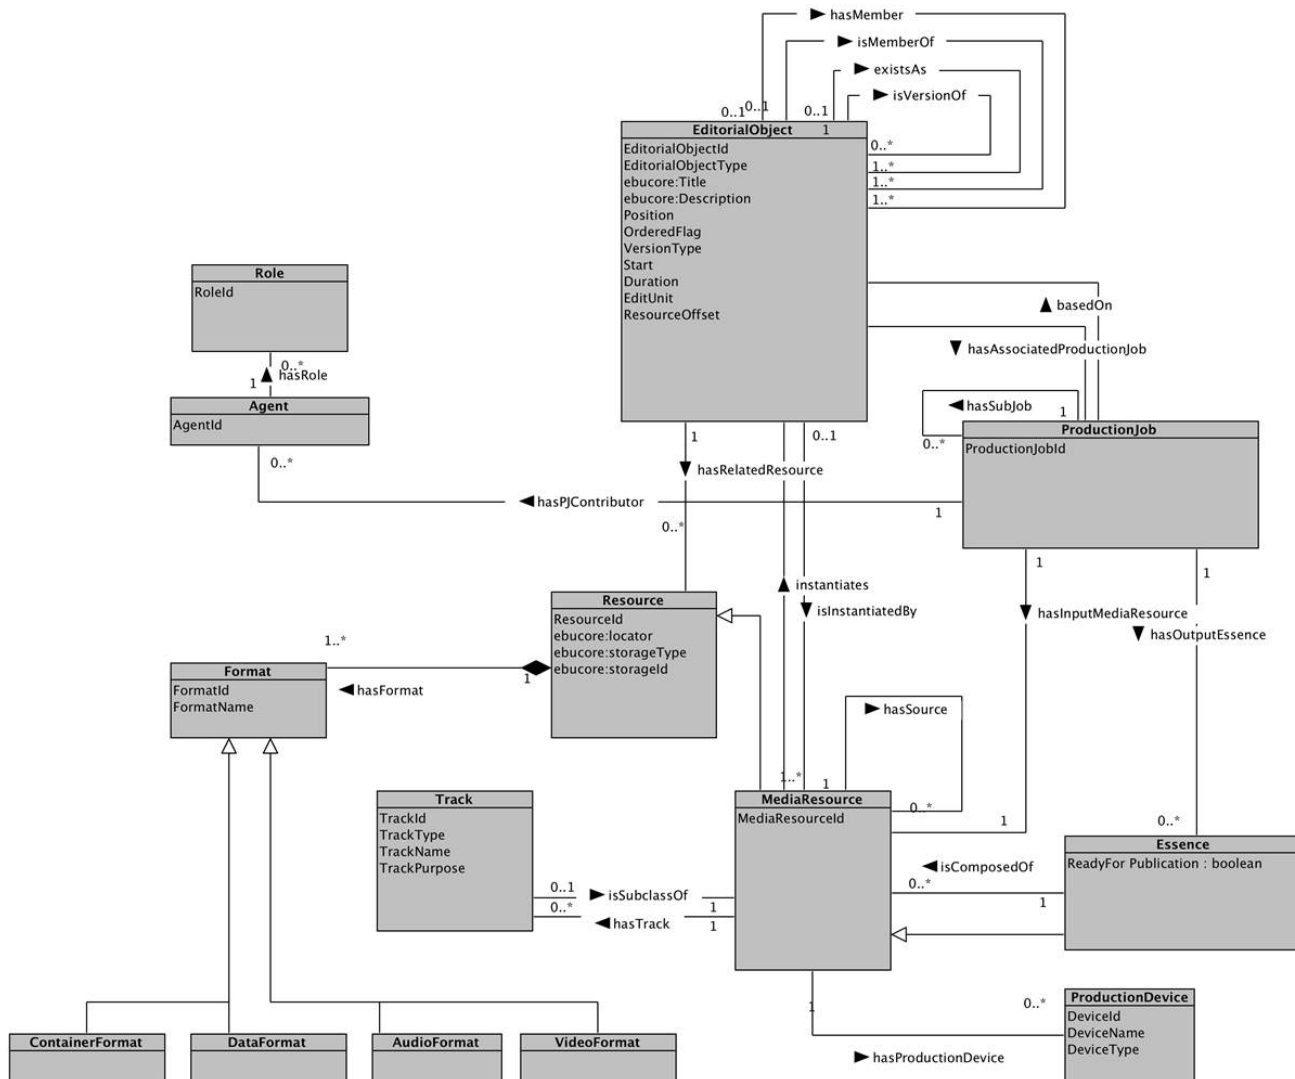 hasMember
isMemberOf
existsAs
isVersionOf
0..1
0..1
0..1
EditorialObject
1
EditorialObjectId
EditorialObjectType
ebucore:Title
ebucore:Description
Position
OrderedFlag
VersionType
Start
Duration
EditUnit
ResourceOffset
0..*
1..*
1..*
1..*
Role
RoleId
0..*
hasRole
1
Agent
AgentId
0..*
basedOn
hasAssociatedProductionJob
hasSubJob
1
0..*
ProductionJob
ProductionJobId
1
0..1
hasRelatedResource
hasPJContributor
1
0..*
1
1
instantiates
isInstantiatedBy
hasInputMediaResource
hasOutputEssence
Resource
ResourceId
ebucore:locator
ebucore:storageType
ebucore:storageId
1..*
1
hasFormat
Format
FormatId
FormatName
hasSource
1..*
1
0..*
Track
TrackId
TrackType
TrackName
TrackPurpose
MediaResource
MediaResourceId
1
0..*
Essence
ReadyFor Publication : boolean
isComposedOf
0..*
1
0..1
isSubclassOf
1
0..*
hasTrack
1
1
0..*
hasProductionDevice
ProductionDevice
DeviceId
DeviceName
DeviceType
ContainerFormat
DataFormat
AudioFormat
VideoFormat